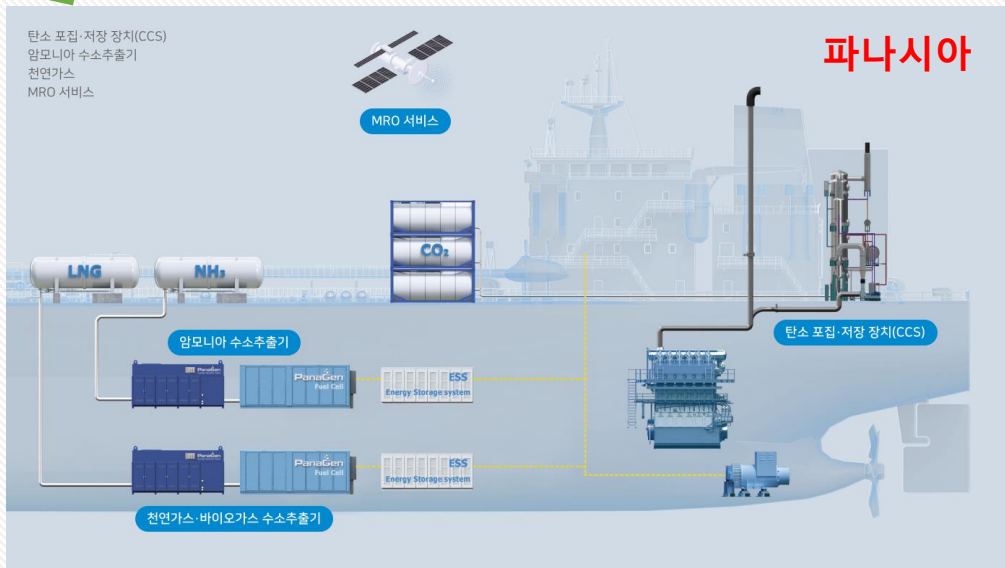 탄소 포집·저장 장치(CCS)
암모니아 수소추출기
천연가스
MRO 서비스
파나시아
MRO 서비스
CO₂
LNG
NH₃
탄소 포집·저장 장치(CCS)
암모니아 수소추출기
PanaGen
PanaGen
Fuel Cell
ESS
Energy Storage system
PanaGen
PanaGen
Fuel Cell
ESS
Energy Storage system
천연가스·바이오가스 수소추출기